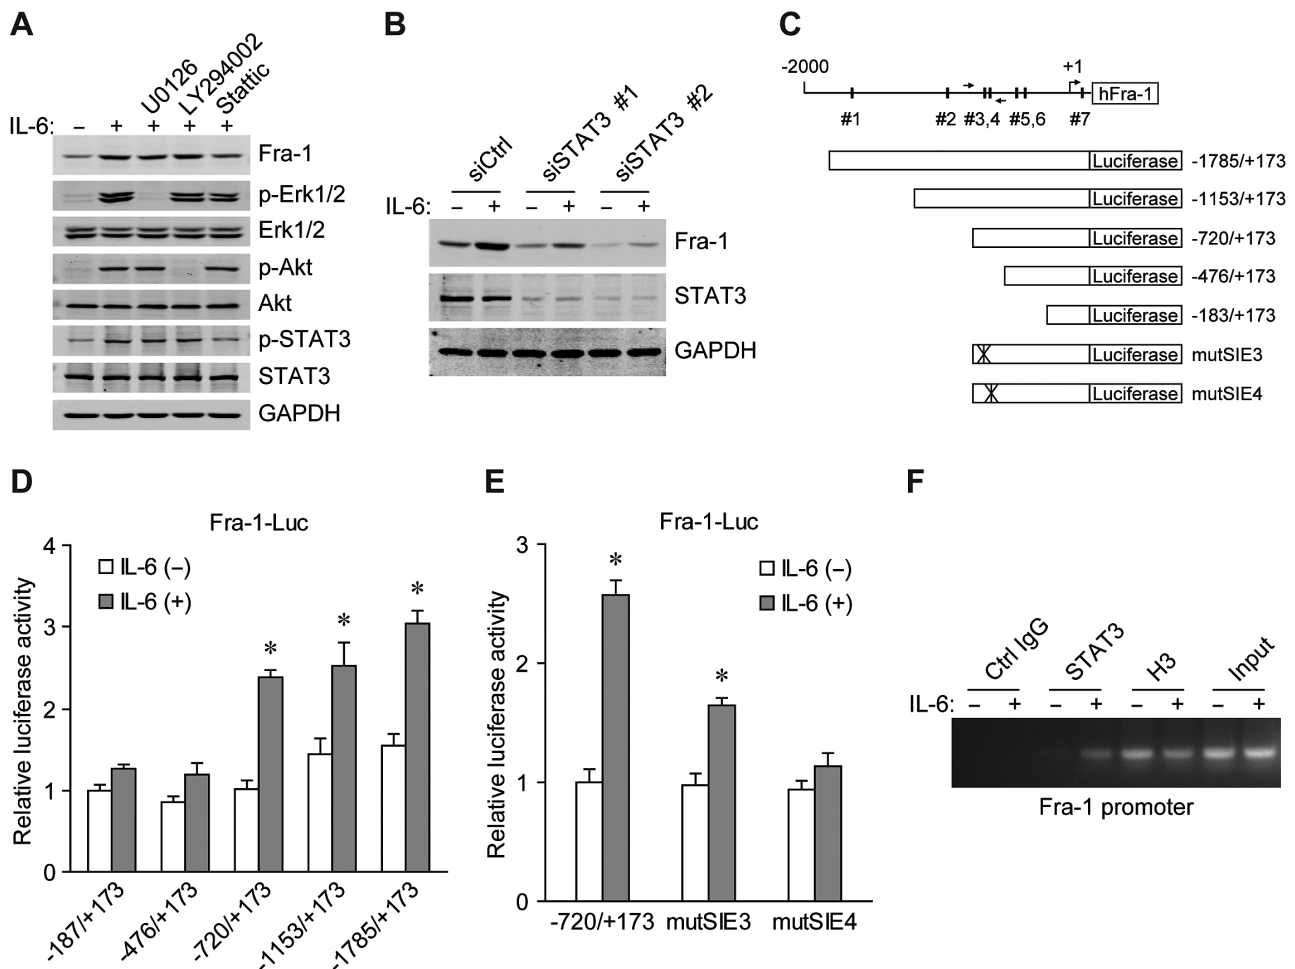 A
U0126
LY294002
Stattic
IL-6: – + + + +
Fra-1
p-Erk1/2
Erk1/2
p-Akt
Akt
p-STAT3
STAT3
GAPDH
B
siCtrl
siSTAT3 #1
siSTAT3 #2
IL-6: – + – + – +
Fra-1
STAT3
GAPDH
C
-2000
+1
hFra-1
#1 #2 #3,4 #5,6 #7
Luciferase -1785/+173
Luciferase -1153/+173
Luciferase -720/+173
Luciferase -476/+173
Luciferase -183/+173
Luciferase mutSIE3
Luciferase mutSIE4
D
Fra-1-Luc
Relative luciferase activity
4
3
2
1
0
IL-6 (–)
IL-6 (+)
* * *
-187/+173
-476/+173
-720/+173
-1153/+173
-1785/+173
E
Fra-1-Luc
Relative luciferase activity
3
2
1
0
IL-6 (–)
IL-6 (+)
* *
-720/+173 mutSIE3 mutSIE4
F
Ctrl IgG
STAT3
H3
Input
IL-6: – + – + – + – +
Fra-1 promoter